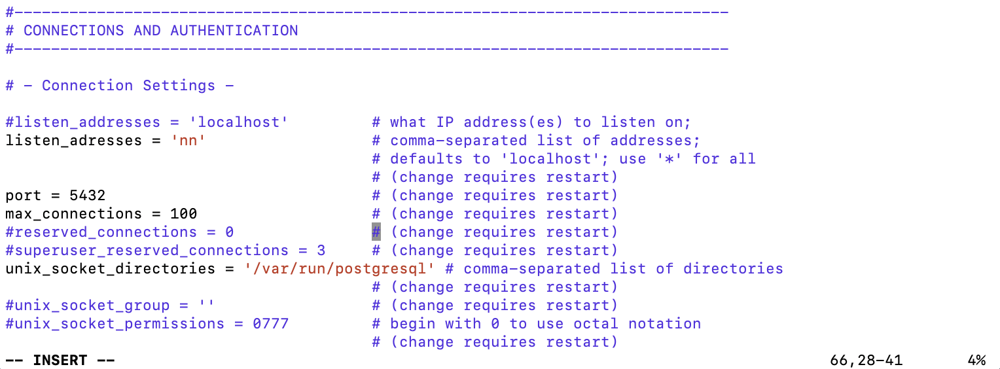 #------------------------------------------------------------------------------
# CONNECTIONS AND AUTHENTICATION
#------------------------------------------------------------------------------
# - Connection Settings -
#listen_addresses = 'localhost'         # what IP address(es) to listen on;
listen_adresses = 'nn'                  # comma-separated list of addresses;
                                        # defaults to 'localhost'; use '*' for all
                                        # (change requires restart)
port = 5432                             # (change requires restart)
max_connections = 100                   # (change requires restart)
#reserved_connections = 0               # (change requires restart)
#superuser_reserved_connections = 3     # (change requires restart)
unix_socket_directories = '/var/run/postgresql' # comma-separated list of directories
                                        # (change requires restart)
#unix_socket_group = ''                 # (change requires restart)
#unix_socket_permissions = 0777         # begin with 0 to use octal notation
                                        # (change requires restart)
-- INSERT --                                                                              66,28-41       4%